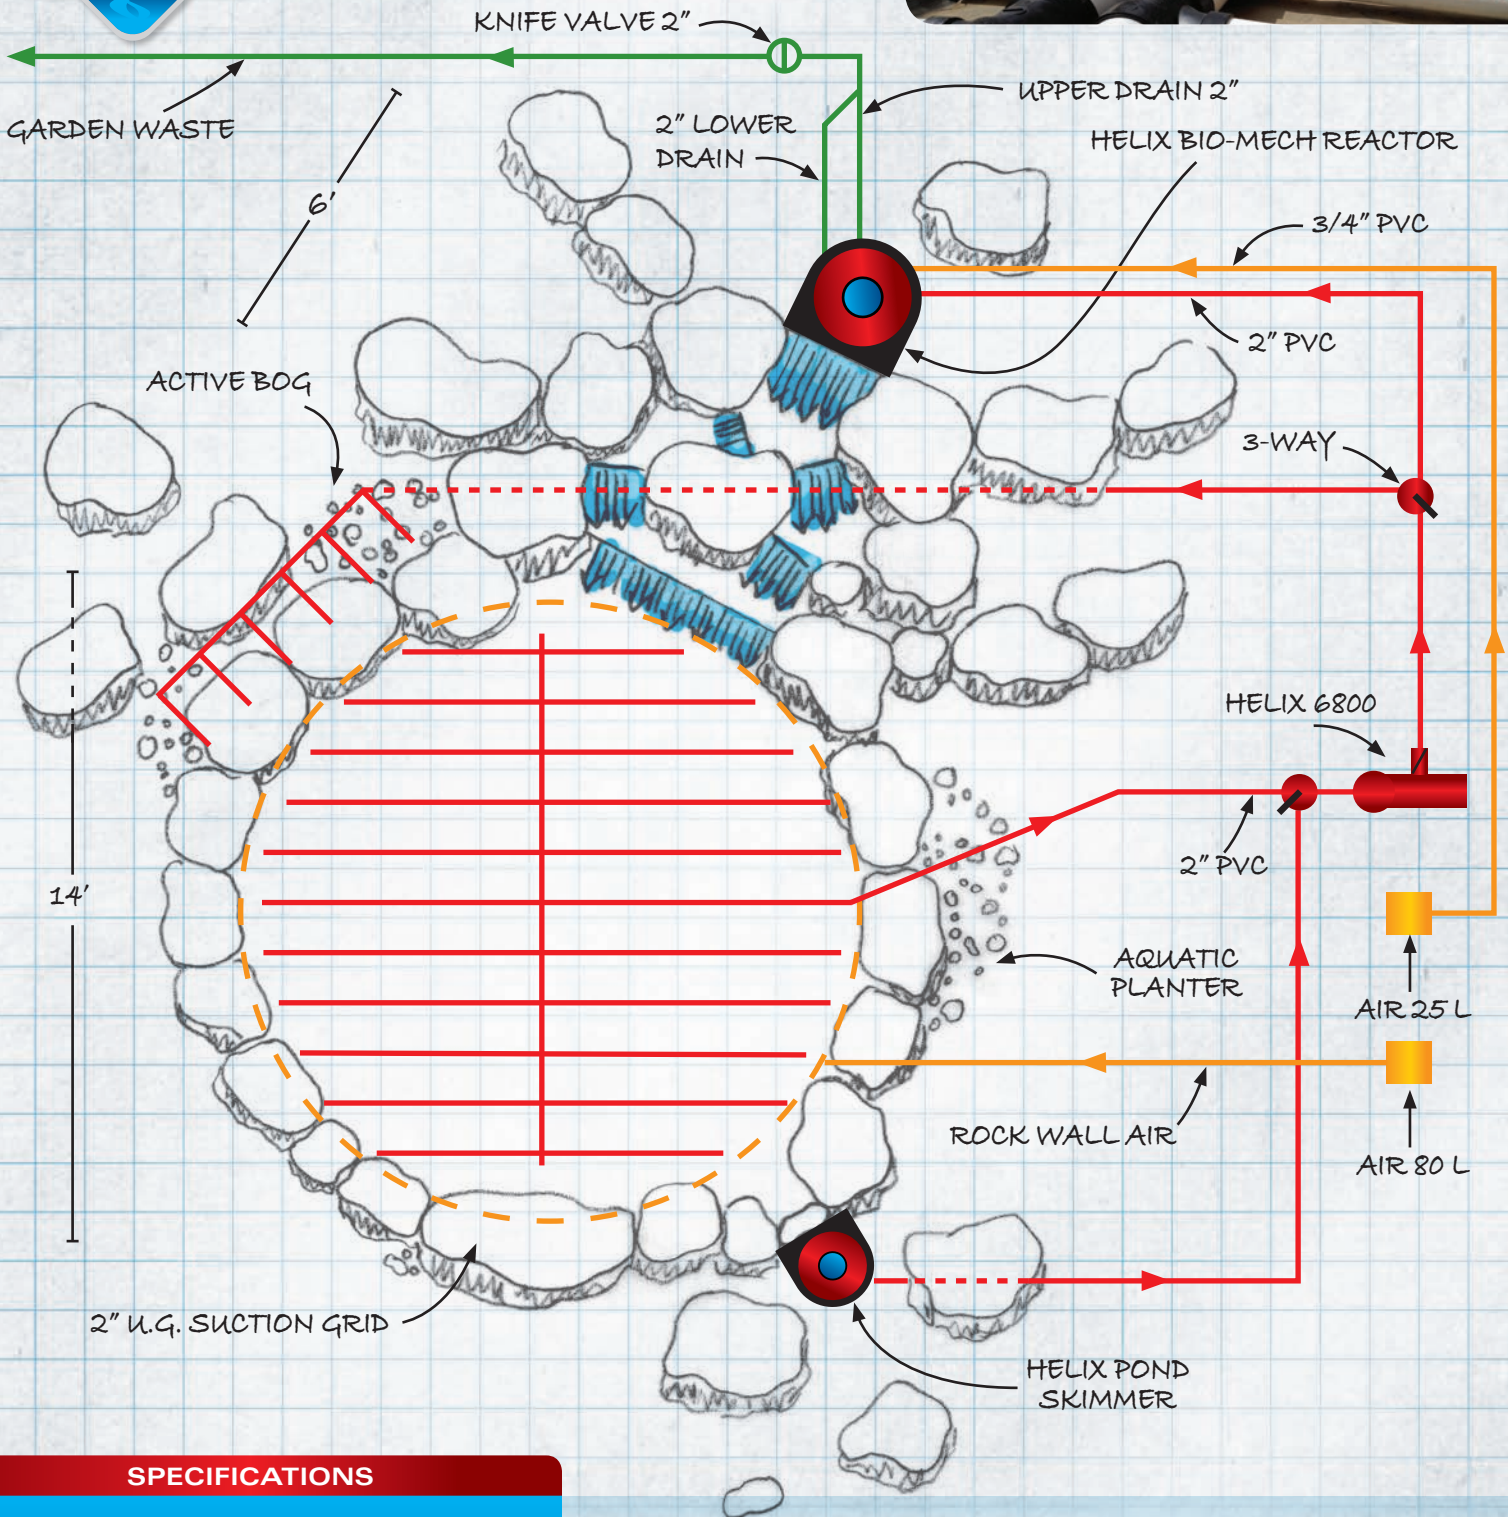 KNIFE VALVE 2"
GARDEN WASTE
UPPER DRAIN 2"
2" LOWER
DRAIN
HELIX BIO-MECH REACTOR
6'
3/4" PVC
2" PVC
ACTIVE BOG
3-WAY
HELIX 6800
2" PVC
14'
AQUATIC
PLANTER
AIR 25 L
ROCK WALL AIR
AIR 80 L
2" U.G. SUCTION GRID
HELIX POND
SKIMMER
SPECIFICATIONS